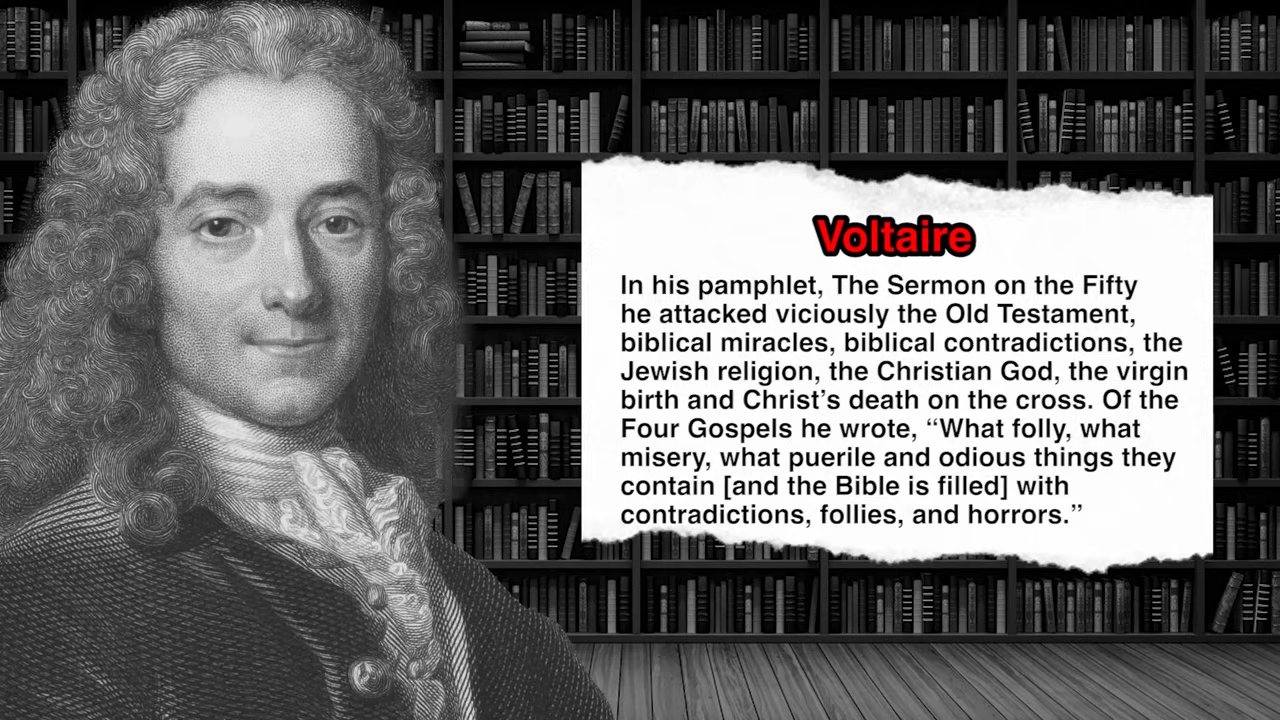 Voltaire
In his pamphlet, The Sermon on the Fifty
he attacked viciously the Old Testament,
biblical miracles, biblical contradictions, the
Jewish religion, the Christian God, the virgin
birth and Christ’s death on the cross. Of the
Four Gospels he wrote, “What folly, what
misery, what puerile and odious things they
contain [and the Bible is filled] with
contradictions, follies, and horrors.”